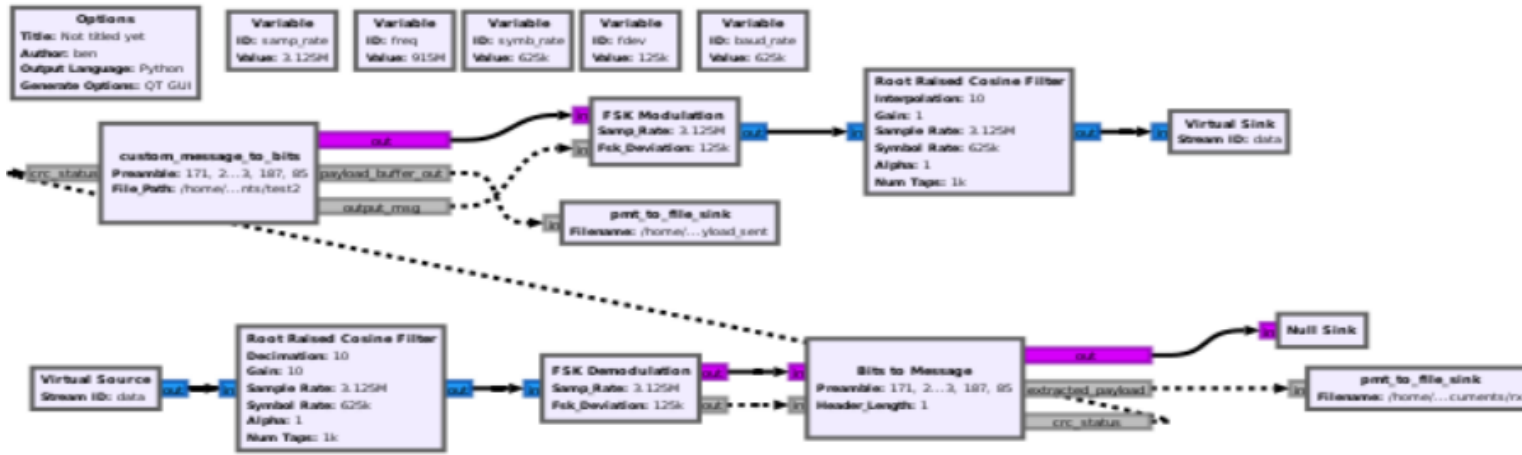 Options
Title: Not titled yet
Author: ben
Output Language: Python
Generate Options: QT GUI
Variable
ID: samp_rate
Value: 3.125M
Variable
ID: freq
Value: 915M
Variable
ID: symb_rate
Value: 625k
Variable
ID: fdev
Value: 125k
Variable
ID: baud_rate
Value: 625k
crc_status
custom_message_to_bits
Preamble: 171, 2...3, 187, 85
File_Path: /home/...nts/test2
out
payload_buffer_out
output_msg
in
in
FSK Modulation
Samp_Rate: 3.125M
Fsk_Deviation: 125k
out
in
pmt_to_file_sink
Filename: /home/...yload_sent
in
Root Raised Cosine Filter
Interpolation: 10
Gain: 1
Sample Rate: 3.125M
Symbol Rate: 625k
Alpha: 1
Num Taps: 1k
out
in
Virtual Sink
Stream ID: data
Virtual Source
Stream ID: data
out
in
Root Raised Cosine Filter
Decimation: 10
Gain: 10
Sample Rate: 3.125M
Symbol Rate: 625k
Alpha: 1
Num Taps: 1k
out
in
FSK Demodulation
Samp_Rate: 3.125M
Fsk_Deviation: 125k
out
out
in
in
Bits to Message
Preamble: 171, 2...3, 187, 85
Header_Length: 1
out
extracted_payload
crc_status
in
Null Sink
in
pmt_to_file_sink
Filename: /home/...cuments/rx